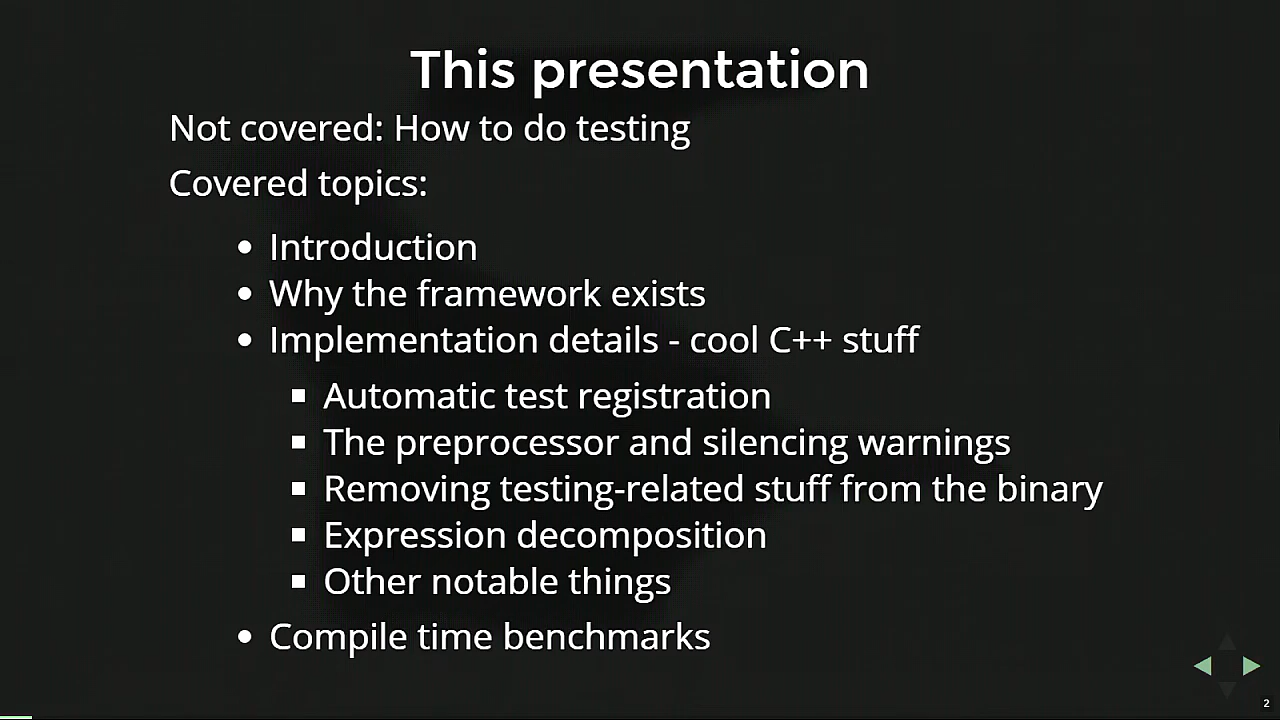 This presentation
Not covered: How to do testing
Covered topics:
Introduction
Why the framework exists
Implementation details - cool C++ stuff
Automatic test registration
The preprocessor and silencing warnings
Removing testing-related stuff from the binary
Expression decomposition
Other notable things
Compile time benchmarks
2